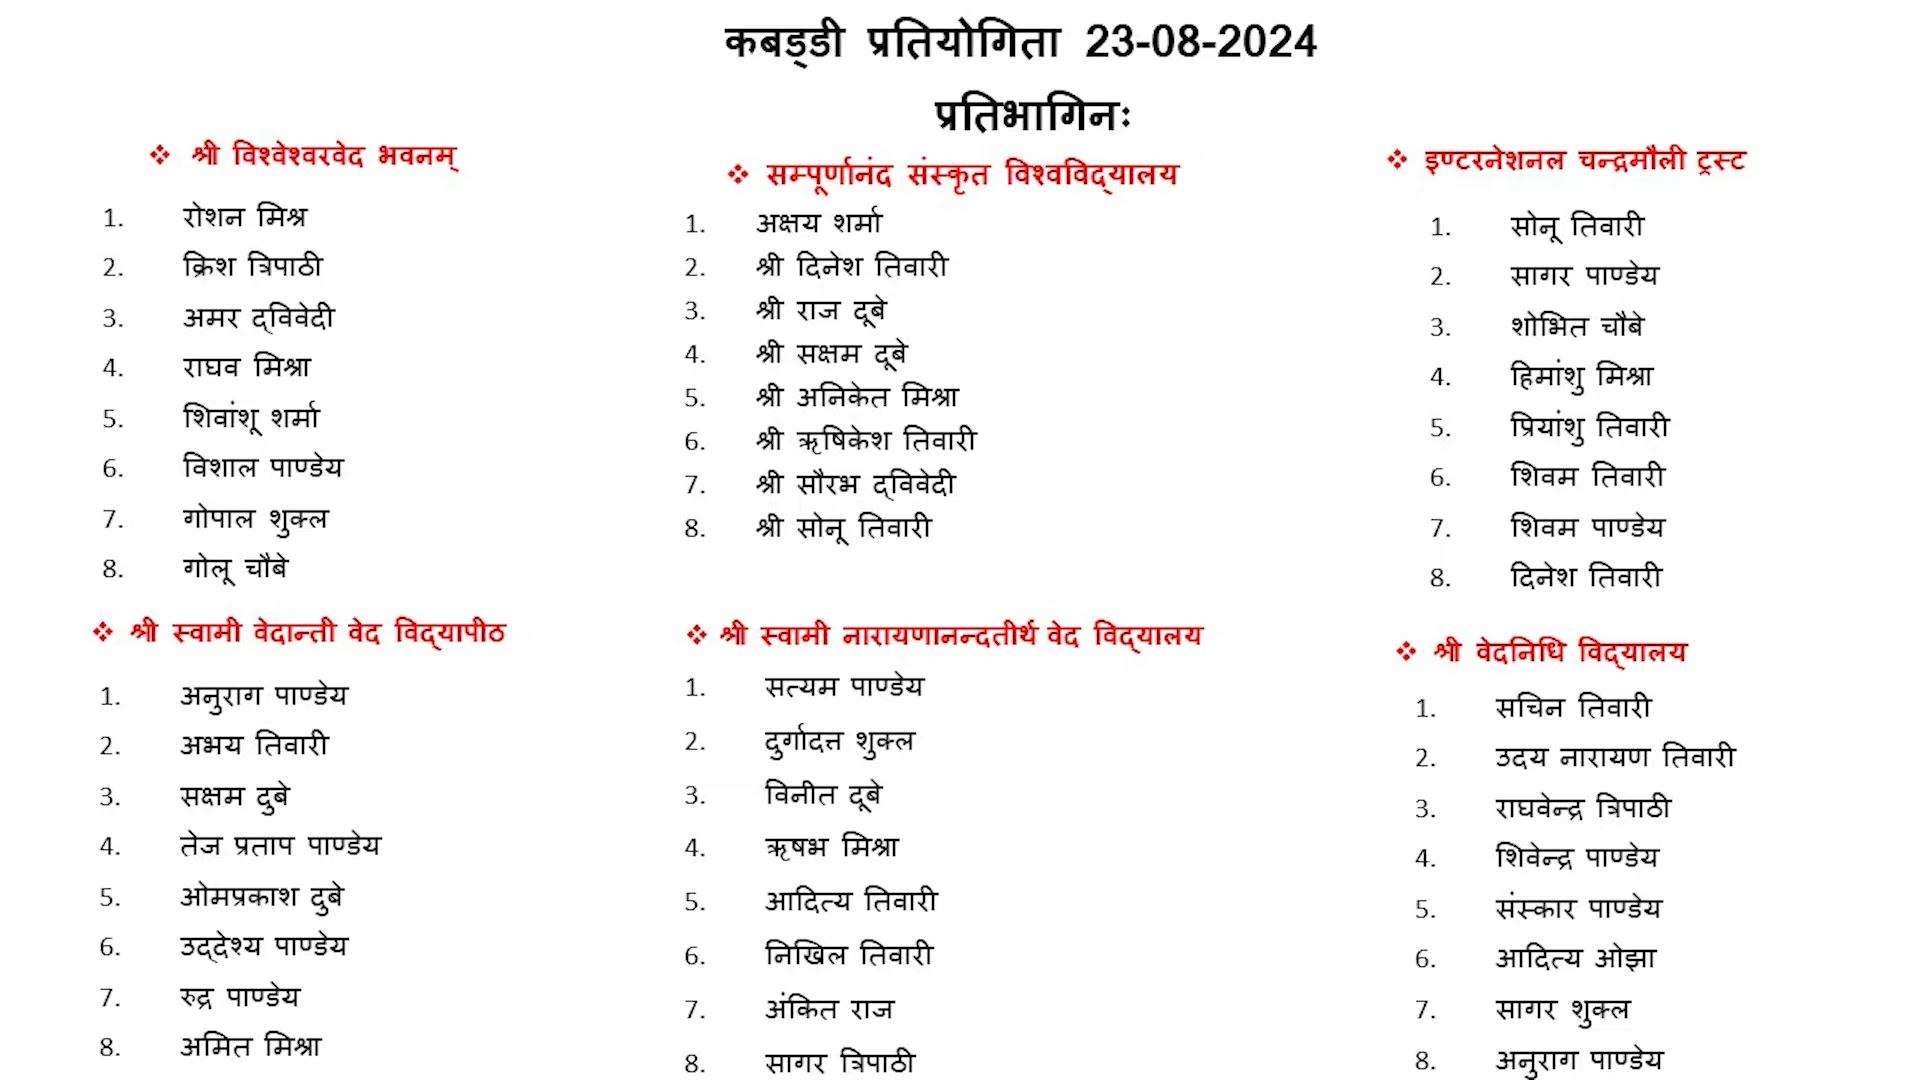 कबड्डी प्रतियोगिता 23-08-2024
प्रतिभागिनः
❖ श्री विश्वेश्वरवेद भवनम्
1. रोशन मिश्र
2. क्रिश त्रिपाठी
3. अमर द्विवेदी
4. राघव मिश्रा
5. शिवांशू शर्मा
6. विशाल पाण्डेय
7. गोपाल शुक्ल
8. गोलू चौबे
❖ सम्पूर्णानंद संस्कृत विश्वविद्यालय
1. अक्षय शर्मा
2. श्री दिनेश तिवारी
3. श्री राज दूबे
4. श्री सक्षम दूबे
5. श्री अनिकेत मिश्रा
6. श्री ऋषिकेश तिवारी
7. श्री सौरभ द्विवेदी
8. श्री सोनू तिवारी
❖ इण्टरनेशनल चन्द्रमौली ट्रस्ट
1. सोनू तिवारी
2. सागर पाण्डेय
3. शोभित चौबे
4. हिमांशु मिश्रा
5. प्रियांशु तिवारी
6. शिवम तिवारी
7. शिवम पाण्डेय
8. दिनेश तिवारी
❖ श्री स्वामी वेदान्ती वेद विद्यापीठ
1. अनुराग पाण्डेय
2. अभय तिवारी
3. सक्षम दुबे
4. तेज प्रताप पाण्डेय
5. ओमप्रकाश दुबे
6. उद्देश्य पाण्डेय
7. रुद्र पाण्डेय
8. अमित मिश्रा
❖ श्री स्वामी नारायणानन्दतीर्थ वेद विद्यालय
1. सत्यम पाण्डेय
2. दुर्गादत्त शुक्ल
3. विनीत दूबे
4. ऋषभ मिश्रा
5. आदित्य तिवारी
6. निखिल तिवारी
7. अंकित राज
8. सागर त्रिपाठी
❖ श्री वेदनिधि विद्यालय
1. सचिन तिवारी
2. उदय नारायण तिवारी
3. राघवेन्द्र त्रिपाठी
4. शिवेन्द्र पाण्डेय
5. संस्कार पाण्डेय
6. आदित्य ओझा
7. सागर शुक्ल
8. अनुराग पाण्डेय